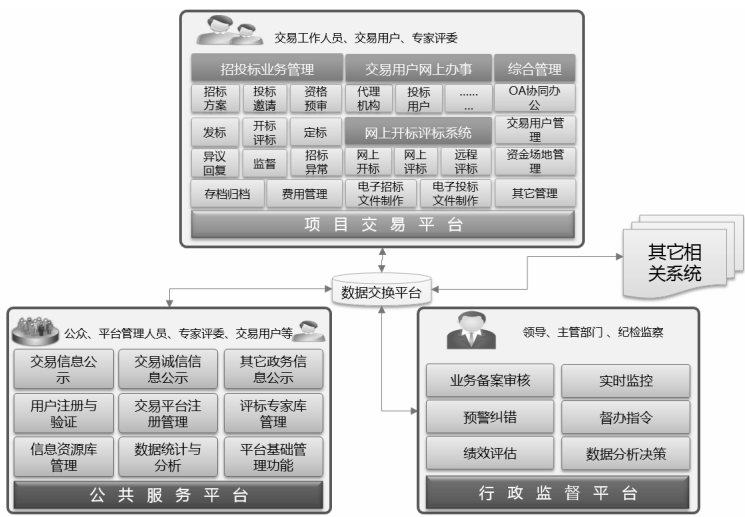 交易工作人员、交易用户、专家评委
招投标业务管理
交易用户网上办事
综合管理
招标
方案
投标
邀请
资格
预审
代理
机构
投标
用户
......
...
OA协同办
公
发标
开标
评标
定标
网上开标评标系统
交易用户管
理
异议
回复
监督
招标
异常
网上
开标
网上
评标
远程
评标
资金场地管
理
存档归档
费用管理
电子招标
文件制作
电子投标
文件制作
其它管理
项目交易平台
其它相
关系统
数据交换平台
公众、平台管理人员、专家评委、交易用户等
交易信息公
示
交易诚信信
息公示
其它政务信
息公示
用户注册与
验证
交易平台注
册管理
评标专家库
管理
信息资源库
管理
数据统计与
分析
平台基础管
理功能
公共服务平台
领导、主管部门、纪检监察
业务备案审核
实时监控
预警纠错
督办指令
绩效评估
数据分析决策
行政监督平台